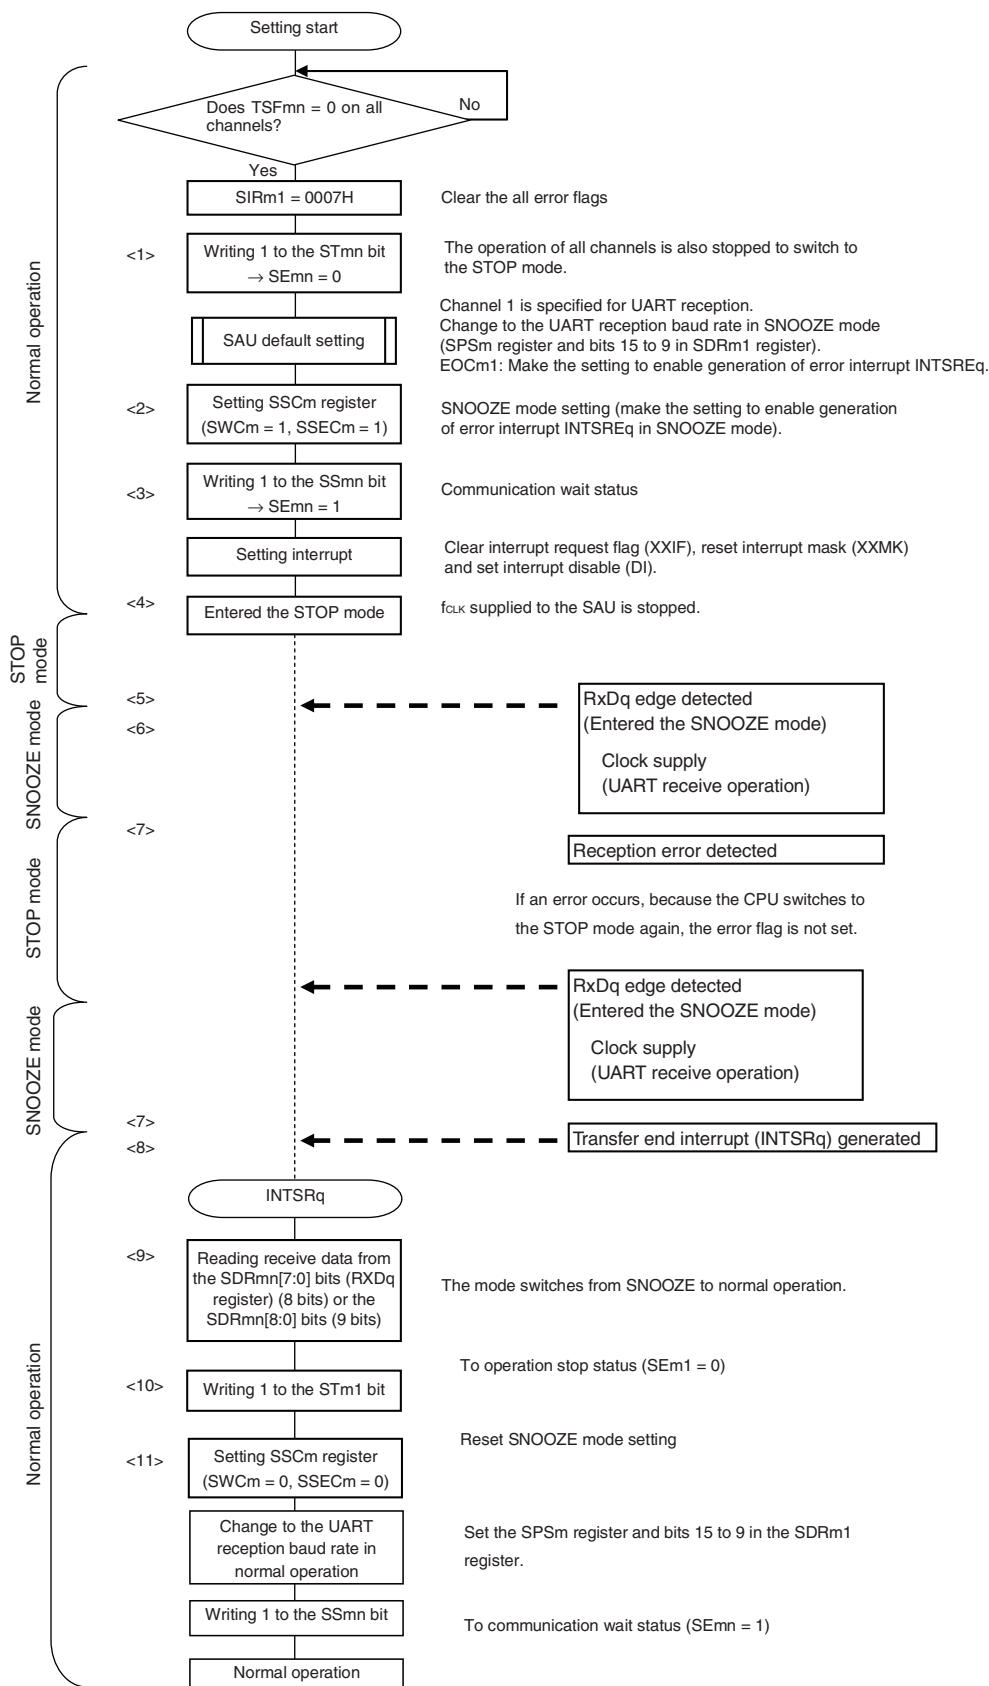 Setting start
Does TSFmn = 0 on all
channels?
No
Yes
SIRm1 = 0007H
Clear the all error flags
<1>
Writing 1 to the STmn bit
→ SEmn = 0
The operation of all channels is also stopped to switch to
the STOP mode.
SAU default setting
Channel 1 is specified for UART reception.
Change to the UART reception baud rate in SNOOZE mode
(SPSm register and bits 15 to 9 in SDRm1 register).
EOCm1: Make the setting to enable generation of error interrupt INTSREq.
Normal operation
<2>
Setting SSCm register
(SWCm = 1, SSECm = 1)
SNOOZE mode setting (make the setting to enable generation
of error interrupt INTSREq in SNOOZE mode).
<3>
Writing 1 to the SSmn bit
→ SEmn = 1
Communication wait status
Setting interrupt
Clear interrupt request flag (XXIF), reset interrupt mask (XXMK)
and set interrupt disable (DI).
<4>
Entered the STOP mode
fCLK supplied to the SAU is stopped.
STOP
mode
<5>
RxDq edge detected
(Entered the SNOOZE mode)
<6>
Clock supply
(UART receive operation)
SNOOZE mode
<7>
Reception error detected
STOP mode
If an error occurs, because the CPU switches to
the STOP mode again, the error flag is not set.
RxDq edge detected
(Entered the SNOOZE mode)
Clock supply
(UART receive operation)
SNOOZE mode
<7>
Transfer end interrupt (INTSRq) generated
<8>
INTSRq
<9>
Reading receive data from
the SDRmn[7:0] bits (RXDq
register) (8 bits) or the
SDRmn[8:0] bits (9 bits)
The mode switches from SNOOZE to normal operation.
To operation stop status (SEm1 = 0)
<10>
Writing 1 to the STm1 bit
Normal operation
Reset SNOOZE mode setting
<11>
Setting SSCm register
(SWCm = 0, SSECm = 0)
Change to the UART
reception baud rate in
normal operation
Set the SPSm register and bits 15 to 9 in the SDRm1
register.
Writing 1 to the SSmn bit
To communication wait status (SEmn = 1)
Normal operation